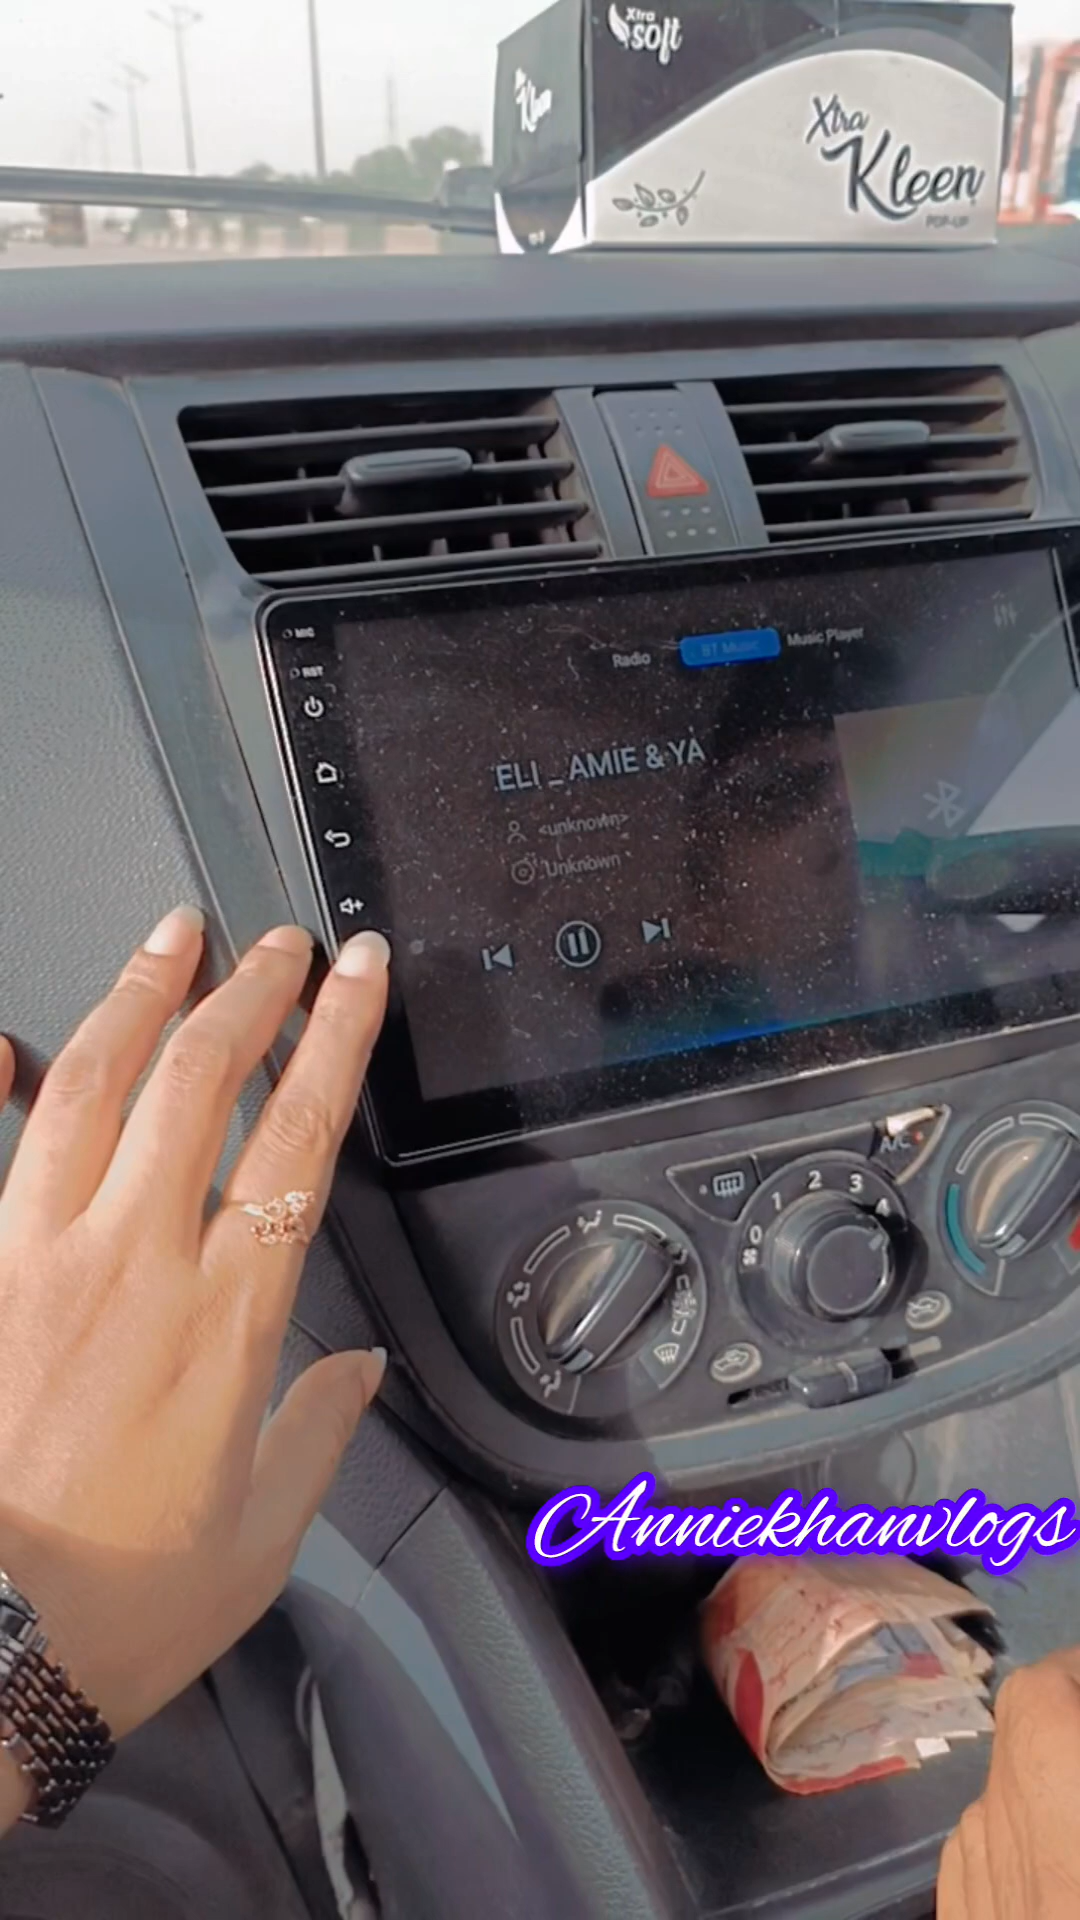 Xtra
soft
Kleen
Xtra
Kleen
POP-UP
MIC
RST
Radio
BT Music
Music Player
ELI _ AMIE & YA
<unknown>
Unknown
A/C
0
1
2
3
4
Anniekhanvlogs